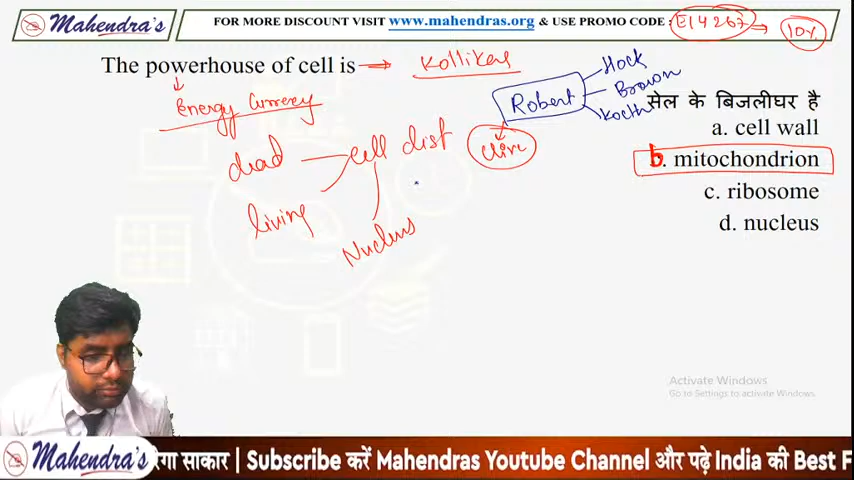 Mahendra's
FOR MORE DISCOUNT VISIT www.mahendras.org & USE PROMO CODE : E14267 → 10%
The powerhouse of cell is → Kollikers
Energy Currency
Robert
Hock
Brown
Koch
सेल के बिजलीघर है
a. cell wall
b. mitochondrion
c. ribosome
d. nucleus
dead
cell dist
living
Nucleus
Activate Windows
Go to Settings to activate Windows.
Mahendra's
रेगा साकार | Subscribe करें Mahendras Youtube Channel और पढ़े India की Best F